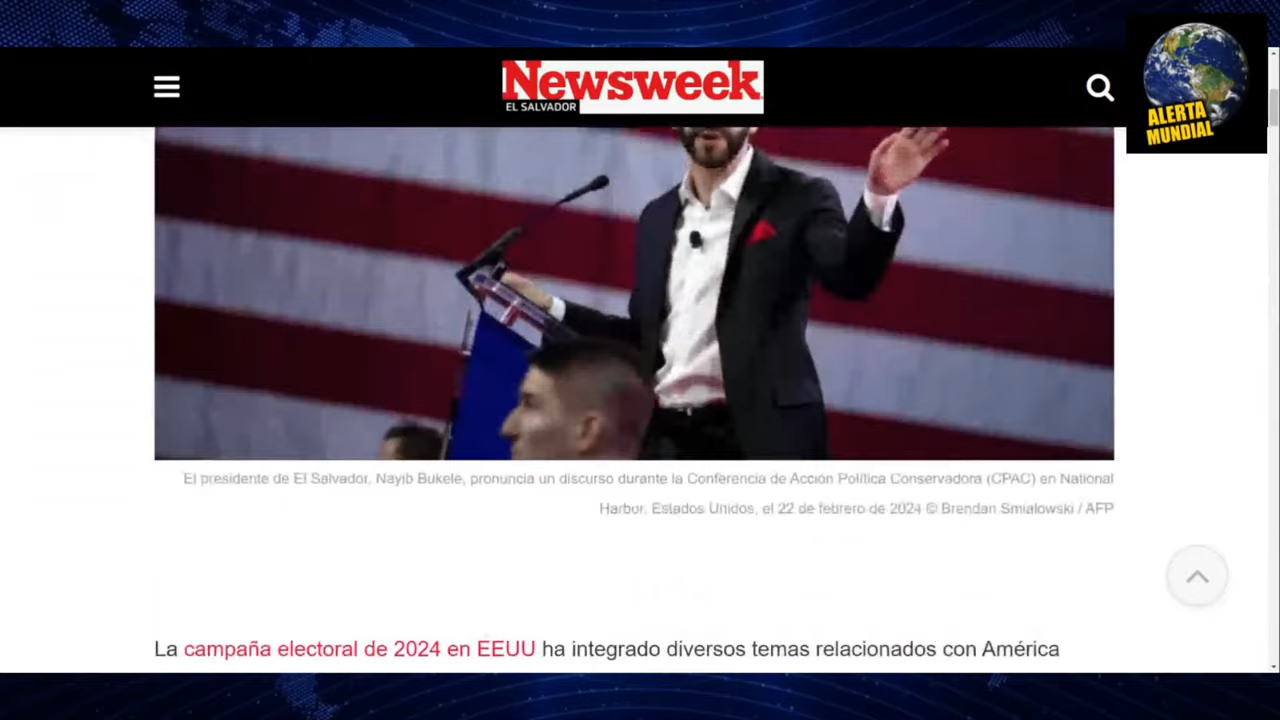 Newsweek
EL SALVADOR
ALERTA
MUNDIAL
El presidente de El Salvador, Nayib Bukele, pronuncia un discurso durante la Conferencia de Acción Política Conservadora (CPAC) en National
Harbor, Estados Unidos, el 22 de febrero de 2024 © Brendan Smialowski / AFP
La campaña electoral de 2024 en EEUU ha integrado diversos temas relacionados con América